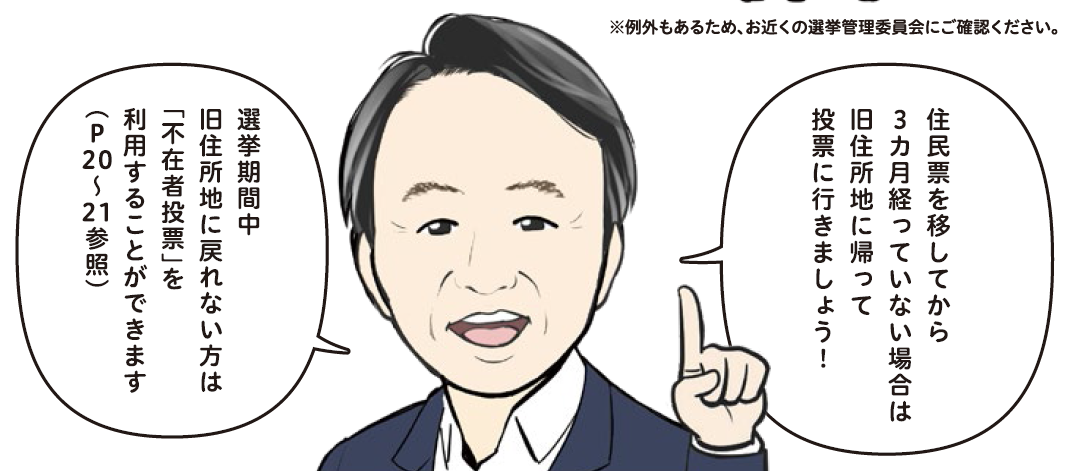 ※例外もあるため、お近くの選挙管理委員会にご確認ください。
住民票を移してから
3カ月経っていない場合は
旧住所地に帰って
投票に行きましょう！
選挙期間中
旧住所地に戻れない方は
「不在者投票」を
利用することができます
（P20〜21参照）